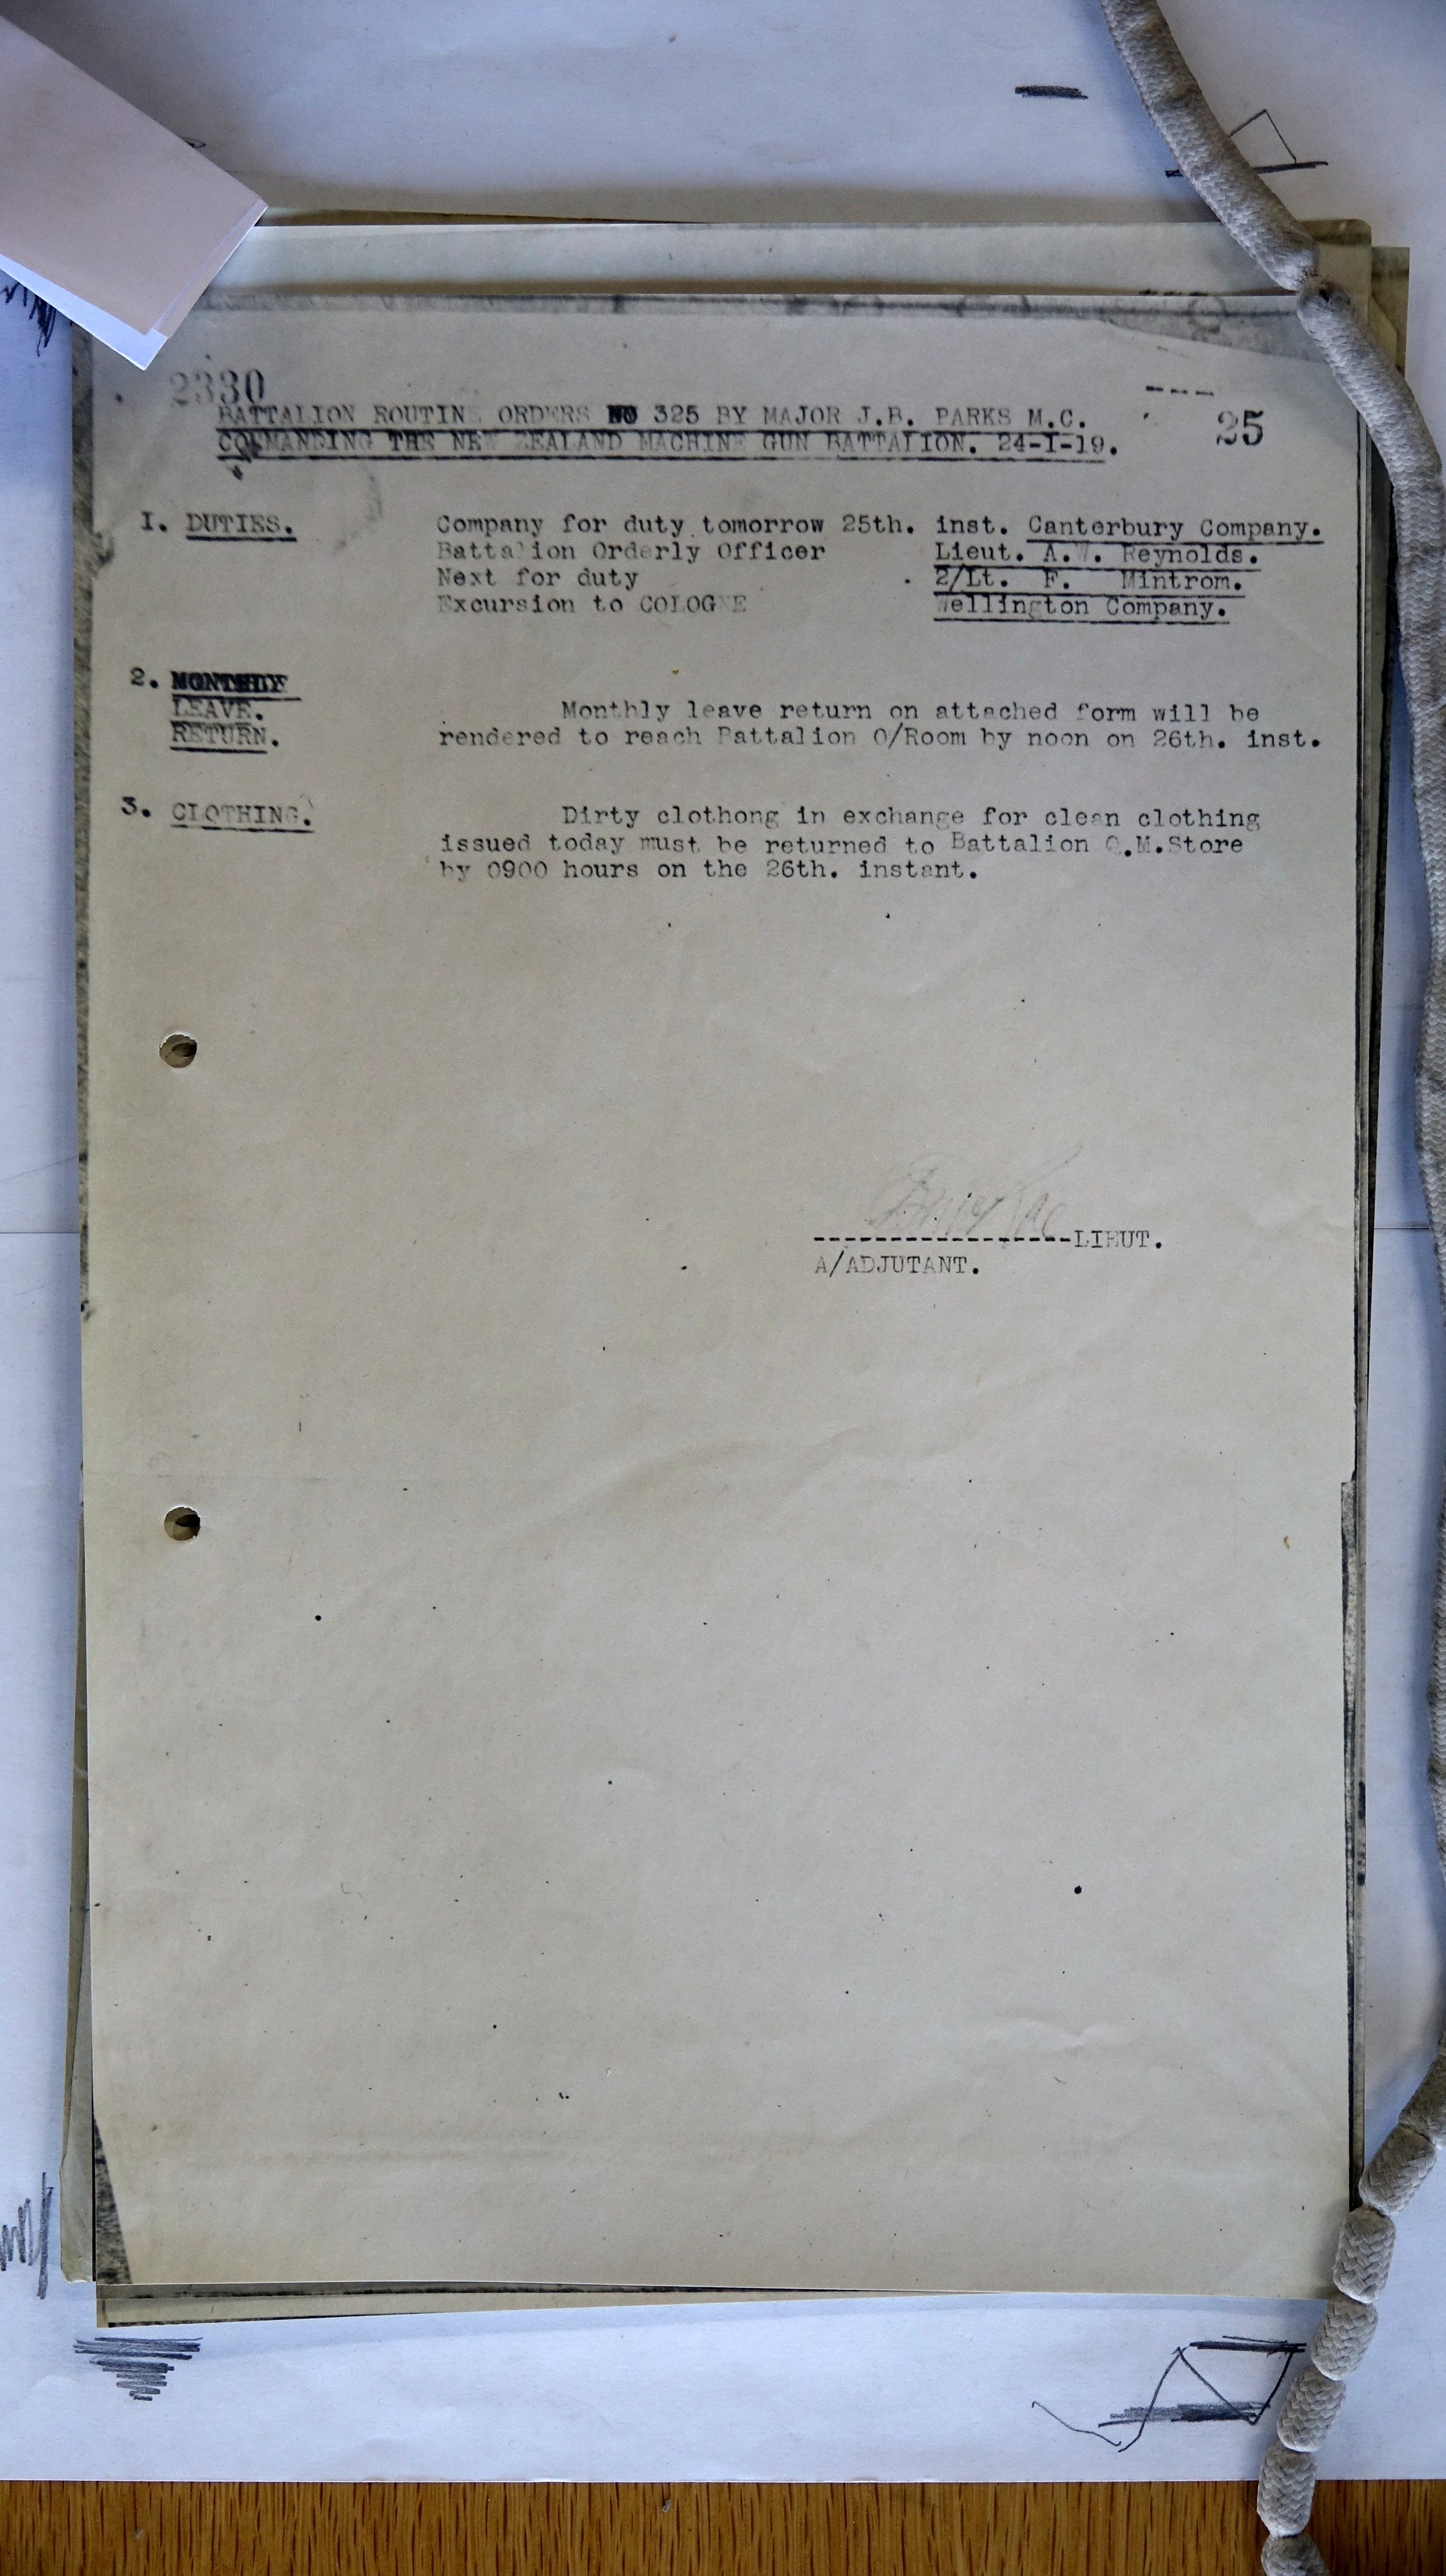 2330
BATTALION ROUTINE ORDERS NO 325 BY MAJOR J.B. PARKS M.C.
COMMANDING THE NEW ZEALAND MACHINE GUN BATTALION. 24-I-19.
25
I. DUTIES. Company for duty tomorrow 25th. inst. Canterbury Company.
Battalion Orderly Officer Lieut. A.W. Reynolds.
Next for duty 2/Lt. F. Mintrom.
Excursion to COLOGNE Wellington Company.
2. MONTHLY
LEAVE. Monthly leave return on attached form will be
RETURN. rendered to reach Battalion O/Room by noon on 26th. inst.
3. CLOTHING. Dirty clothong in exchange for clean clothing
issued today must be returned to Battalion Q.M.Store
by 0900 hours on the 26th. instant.
-----------------LIEUT.
A/ADJUTANT.